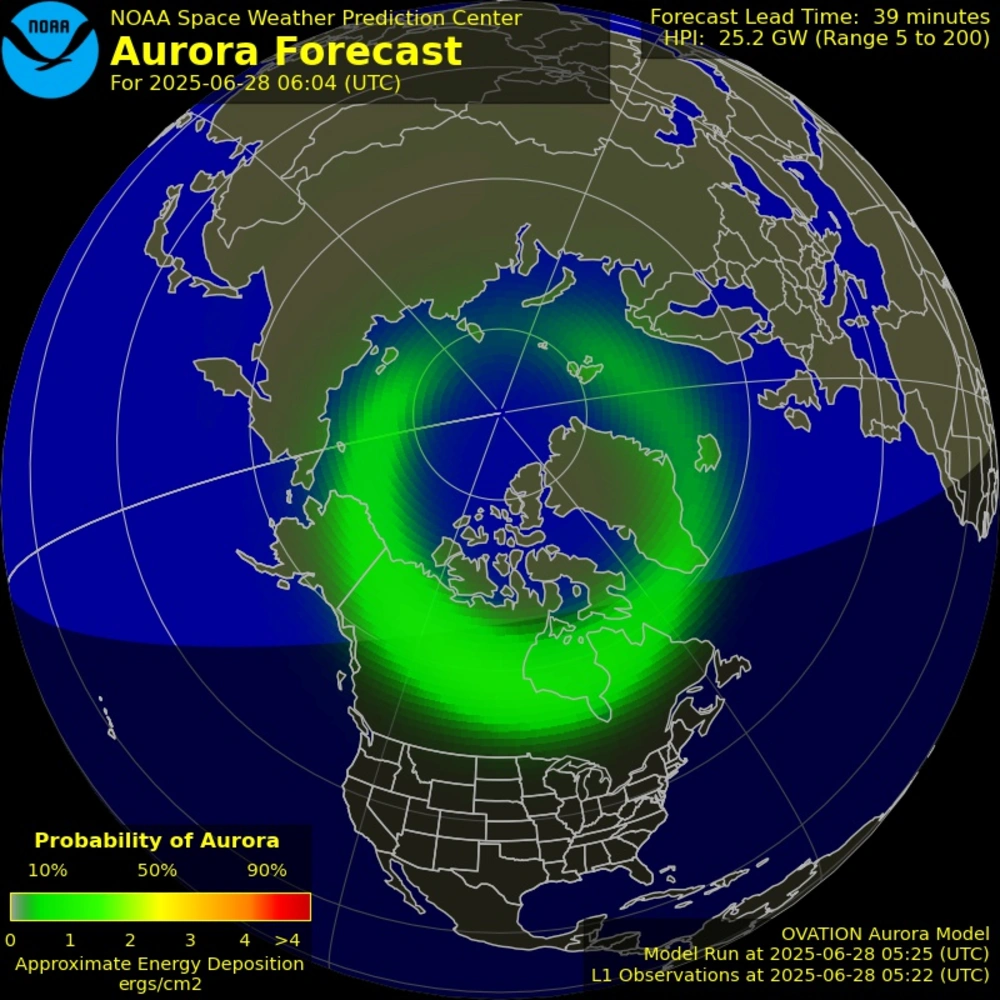 NOAA
NOAA Space Weather Prediction Center
Aurora Forecast
For 2025-06-28 06:04 (UTC)
Forecast Lead Time: 39 minutes
HPI: 25.2 GW (Range 5 to 200)
Probability of Aurora
10% 50% 90%
0 1 2 3 4 >4
Approximate Energy Deposition
ergs/cm2
OVATION Aurora Model
Model Run at 2025-06-28 05:25 (UTC)
L1 Observations at 2025-06-28 05:22 (UTC)